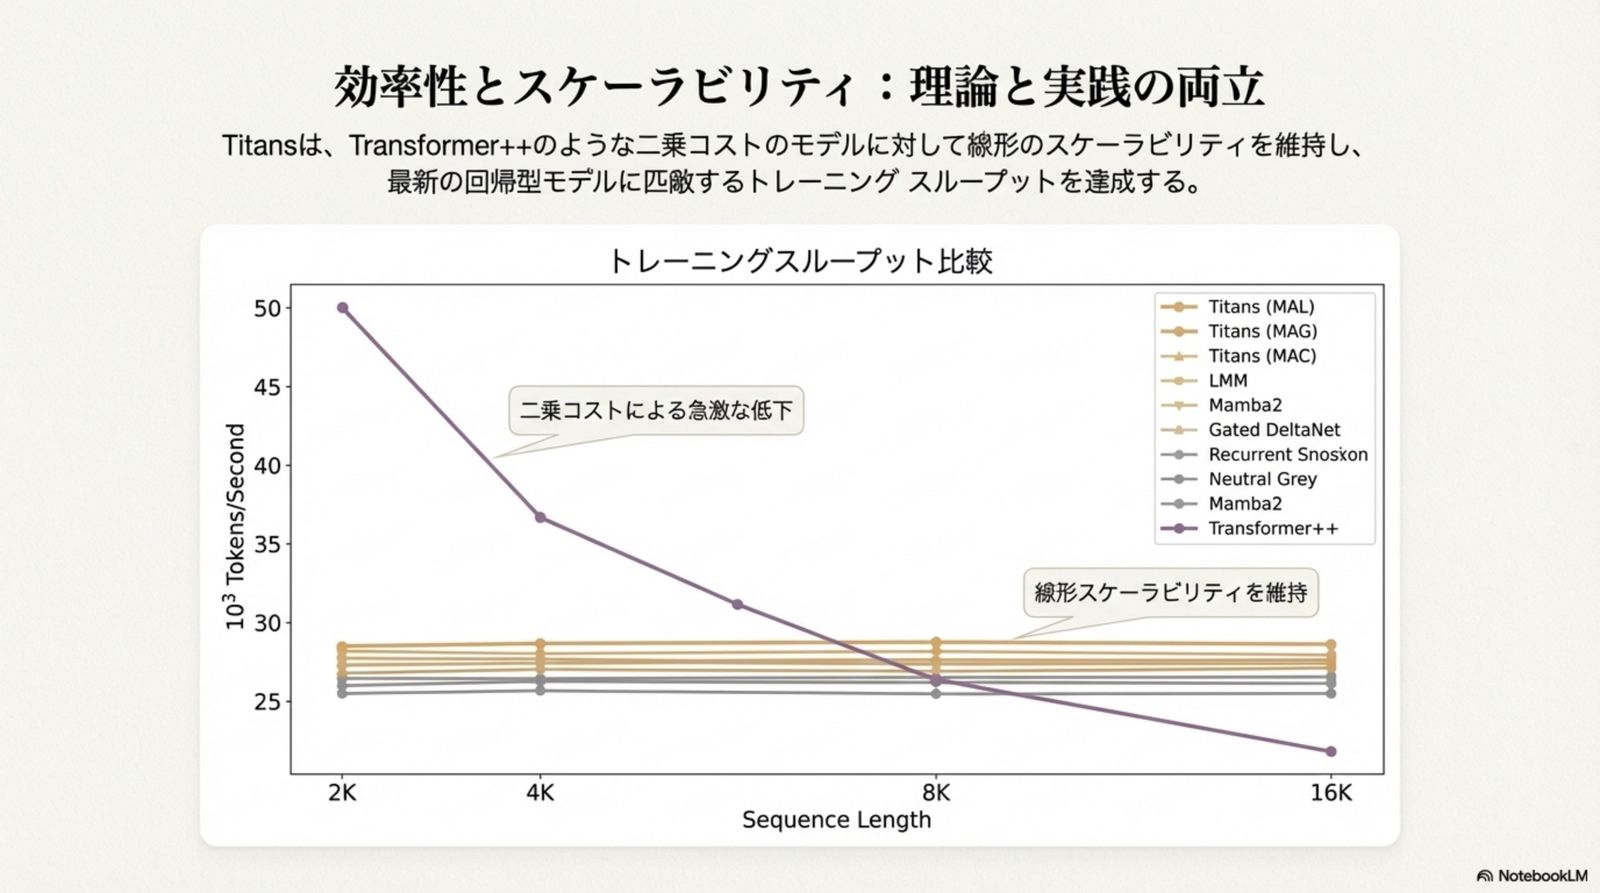 効率性とスケーラビリティ：理論と実践の両立
Titansは、Transformer++のような二乗コストのモデルに対して線形のスケーラビリティを維持し、
最新の回帰型モデルに匹敵するトレーニング スループットを達成する。
トレーニングスループット比較
50
45
40
35
30
25
10³ Tokens/Second
二乗コストによる急激な低下
Titans (MAL)
Titans (MAG)
Titans (MAC)
LMM
Mamba2
Gated DeltaNet
Recurrent Snosxon
Neutral Grey
Mamba2
Transformer++
線形スケーラビリティを維持
2K 4K 8K 16K
Sequence Length
NotebookLM